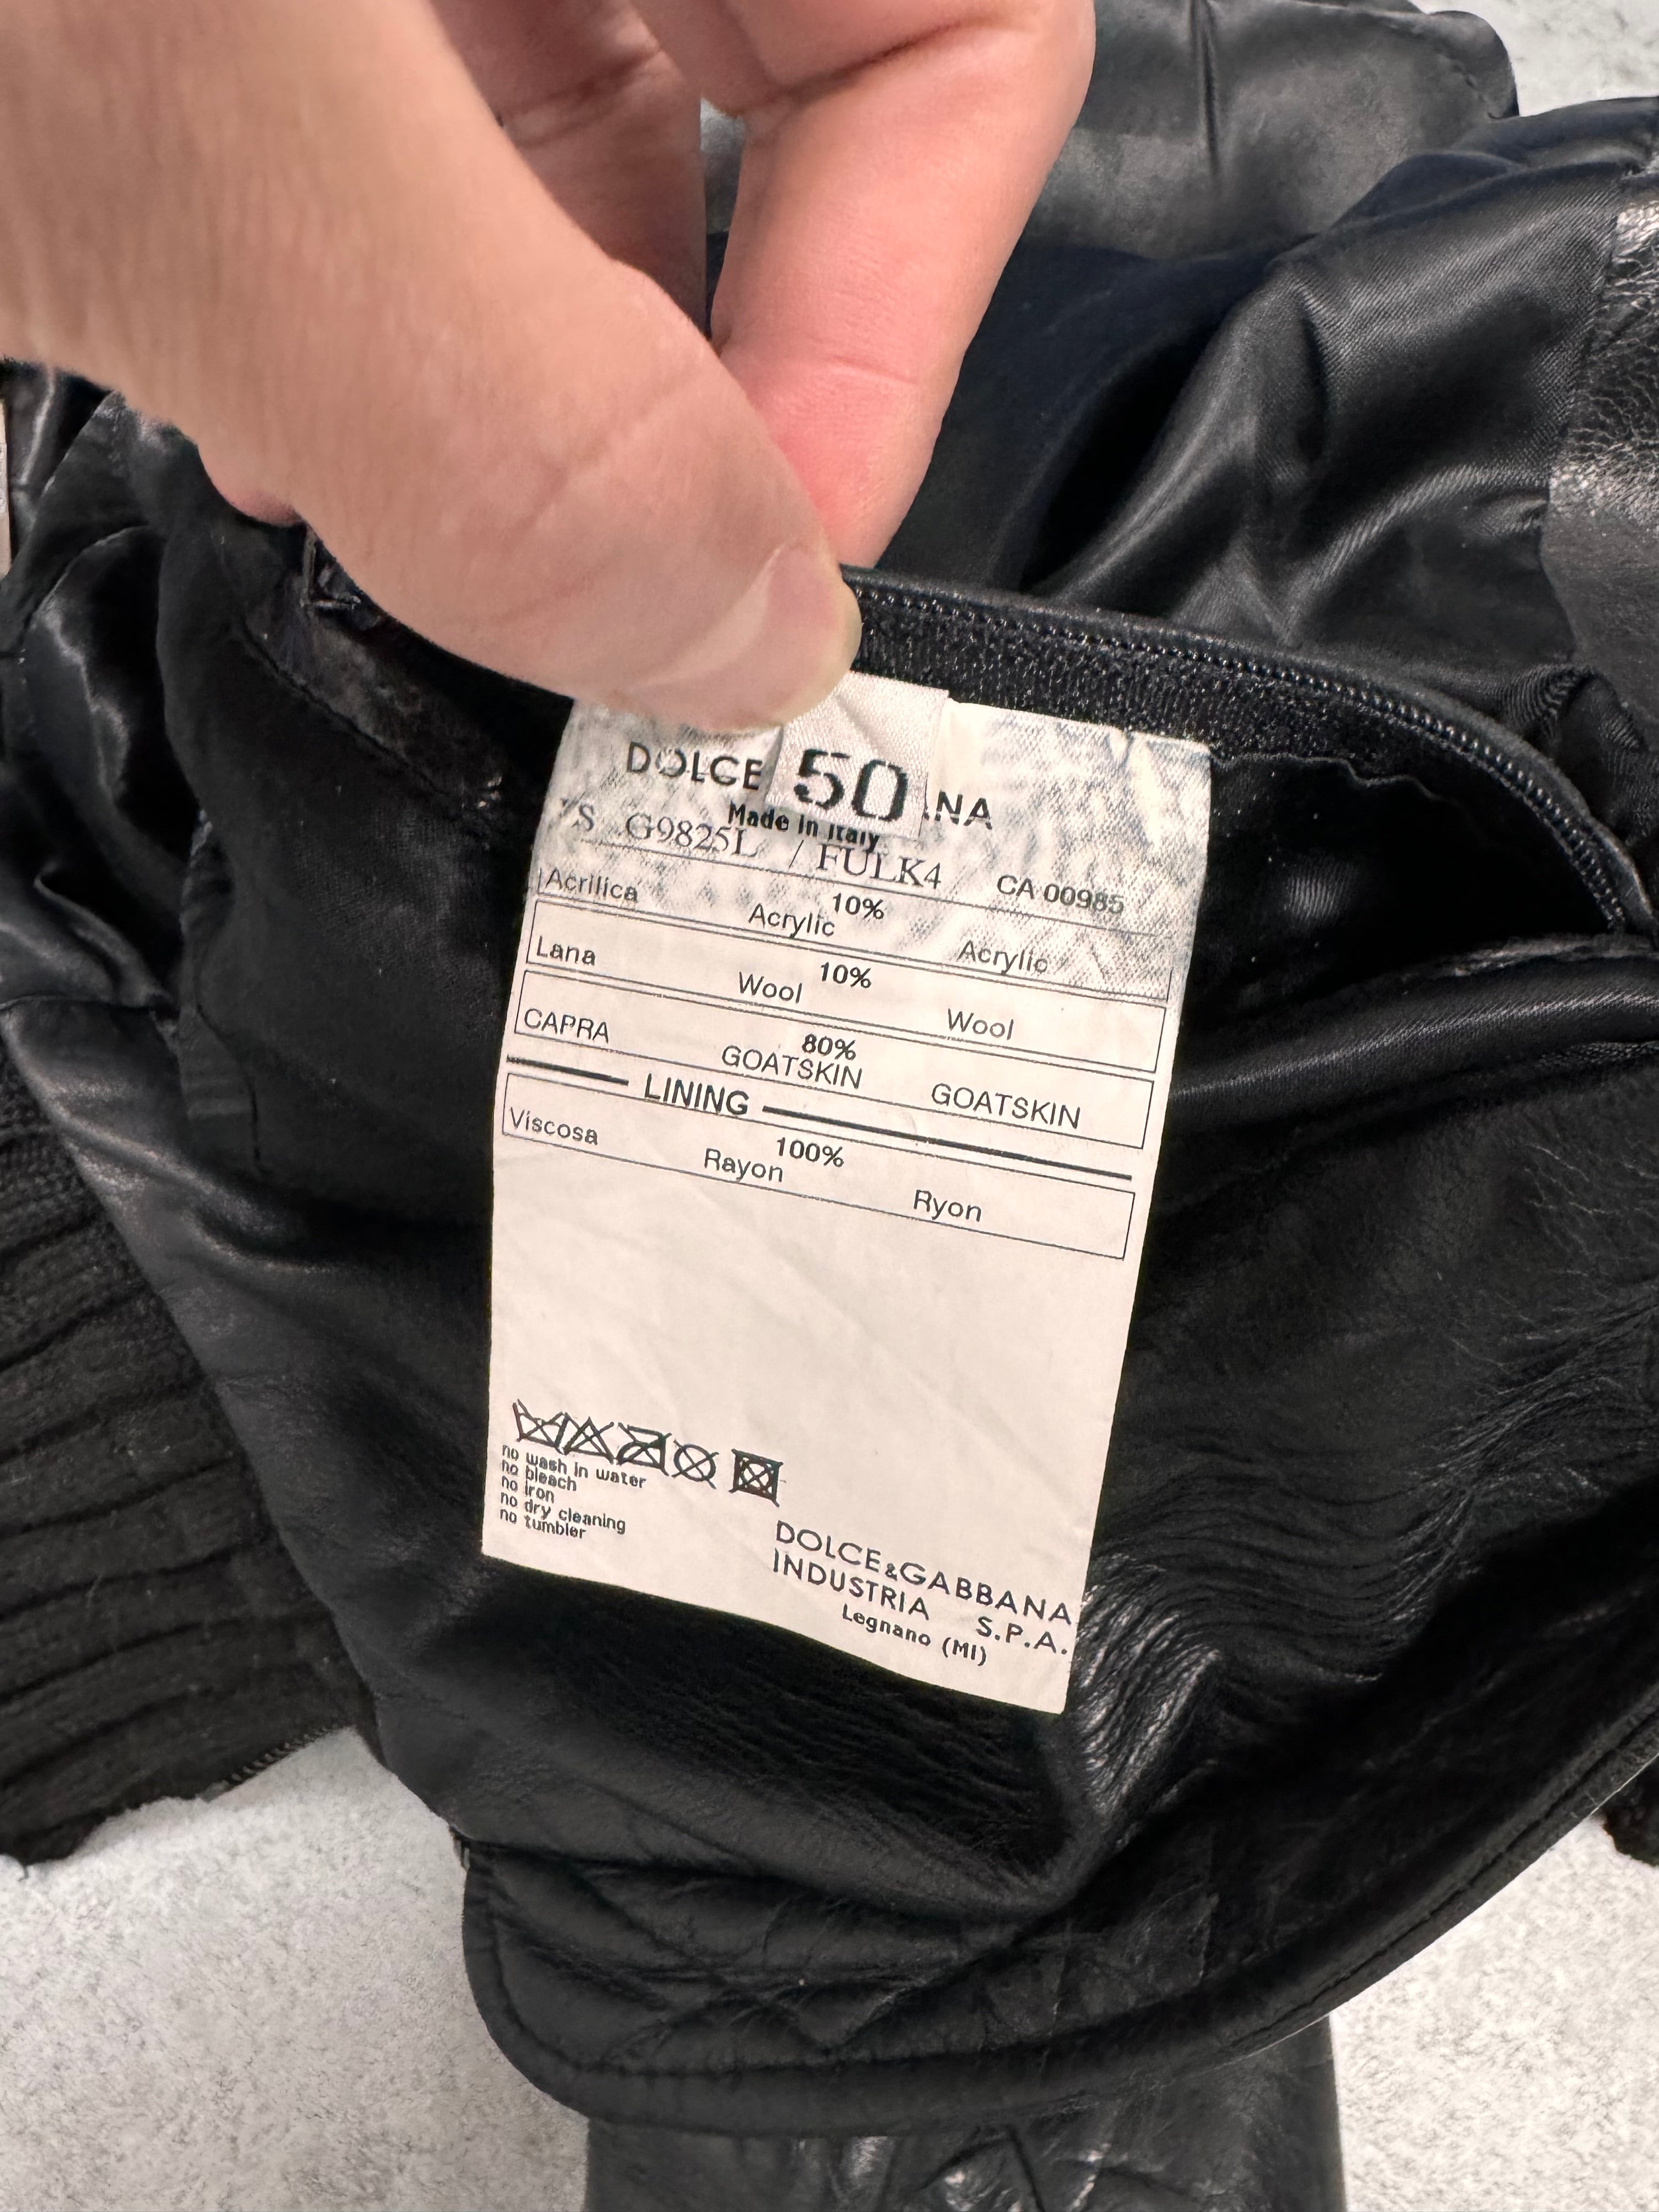 DOLCE 50 NA
Made in Italy
S G9825L / FULK4 CA 00985
Acrilica 10% Acrylic Acrylic
Lana 10% Wool Wool
CAPRA 80% GOATSKIN GOATSKIN
LINING
Viscosa 100% Rayon Ryon
no wash in water
no bleach
no iron
no dry cleaning
no tumbler
DOLCE&GABBANA
INDUSTRIA S.P.A.
Legnano (MI)